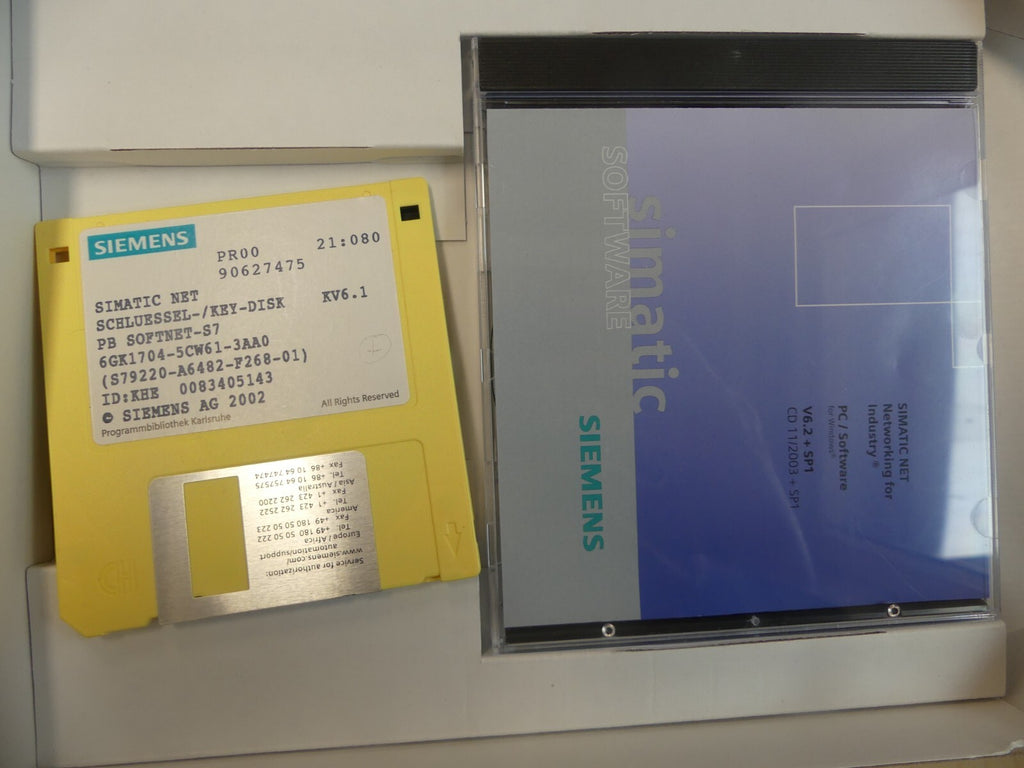 SIEMENS
PR00 21:080
90627475
SIMATIC NET
SCHLUESSEL-/KEY-DISK KV6.1
PB SOFTNET-S7
6GK1704-5CW61-3AA0
(S79220-A6482-F268-01)
ID:KHE 0083405143
© SIEMENS AG 2002
All Rights Reserved
Programmbibliothek Karlsruhe
Service for authorization:
www.siemens.com/
automation/support
Europe/Africa
Tel. +49 180 50 50 222
Fax +49 180 50 50 223
America
Tel. +1 423 262 2522
Fax +1 423 262 2200
Asia/Australia
Tel. +86 10 64 757575
Fax +86 10 64 747474
simatic
SOFTWARE
SIEMENS
SIMATIC NET
Networking for
Industry ®
PC / Software
for Windows®
V6.2 + SP1
CD 11/2003 + SP1